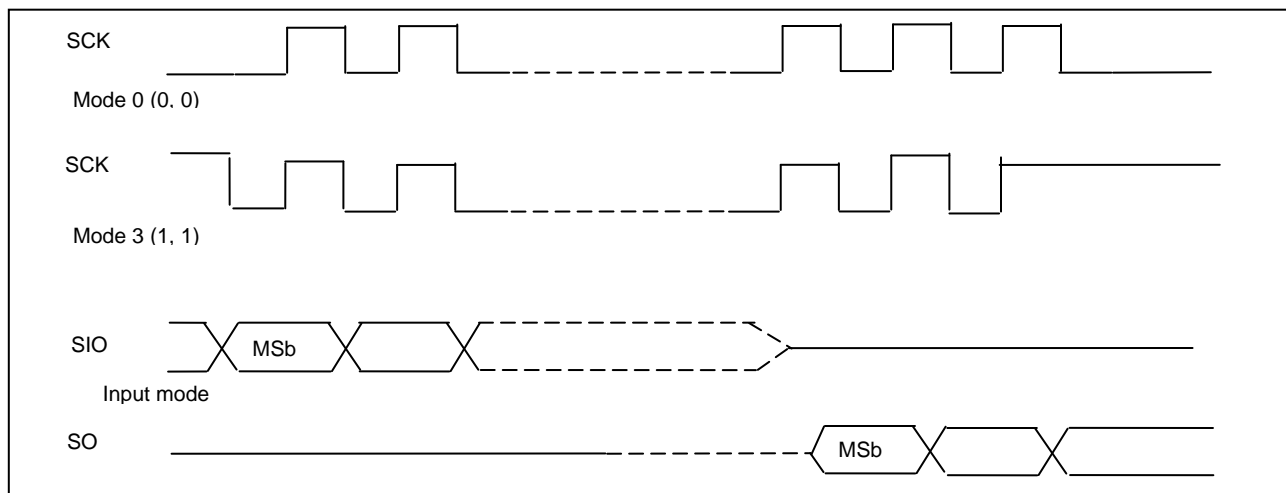 SCK
Mode 0 (0, 0)
SCK
Mode 3 (1, 1)
SIO
MSb
Input mode
SO
MSb